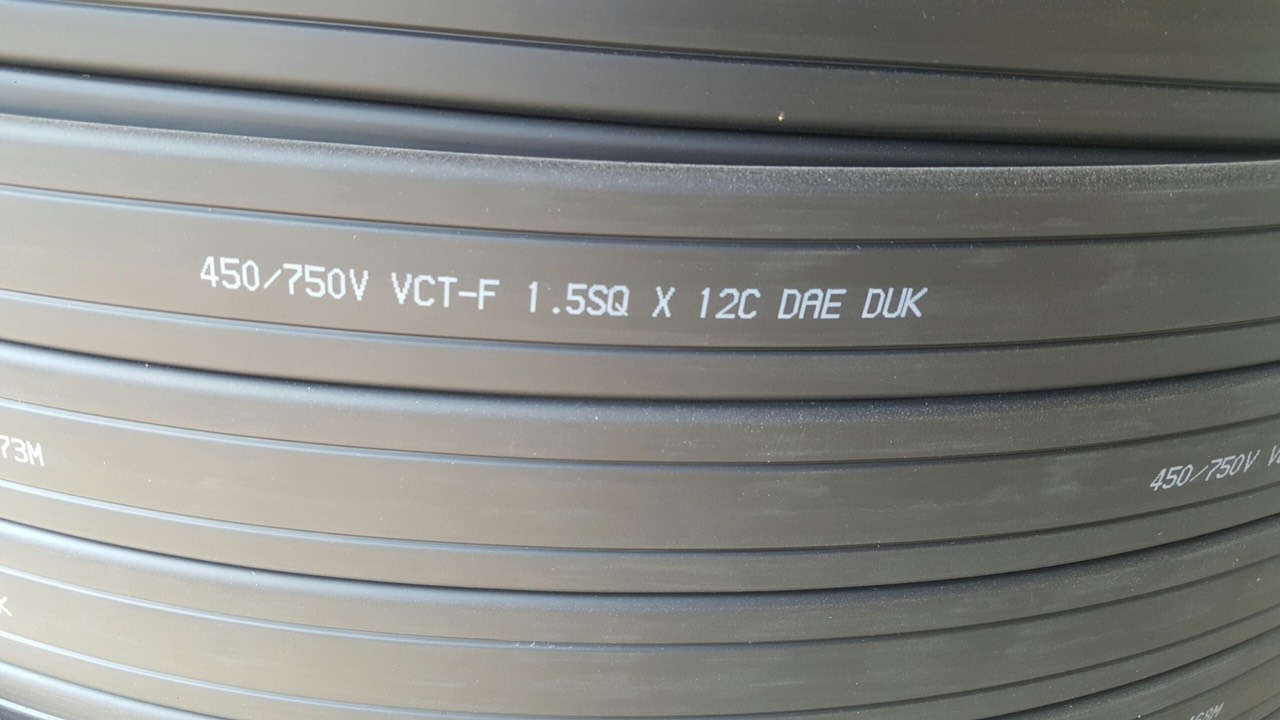 450/750V VCT-F 1.5SQ X 12C DAE DUK
73M
450/750V
K